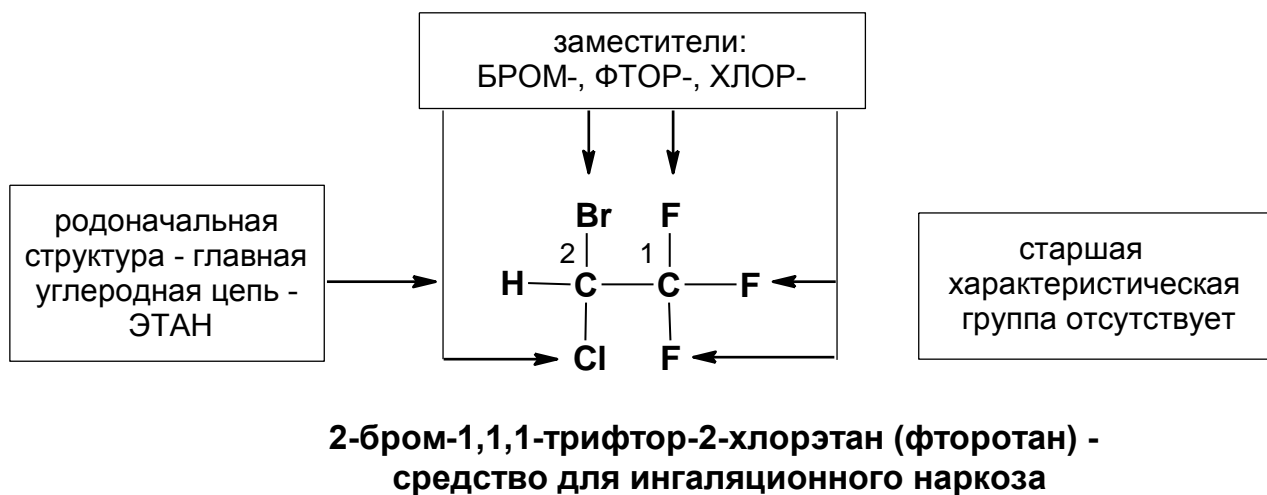 заместители:
БРОМ-, ФТОР-, ХЛОР-
родоначальная
структура - главная
углеродная цепь -
ЭТАН
Br F
2 1
H C C F
Cl F
старшая
характеристическая
группа отсутствует
2-бром-1,1,1-трифтор-2-хлорэтан (фторотан) -
средство для ингаляционного наркоза